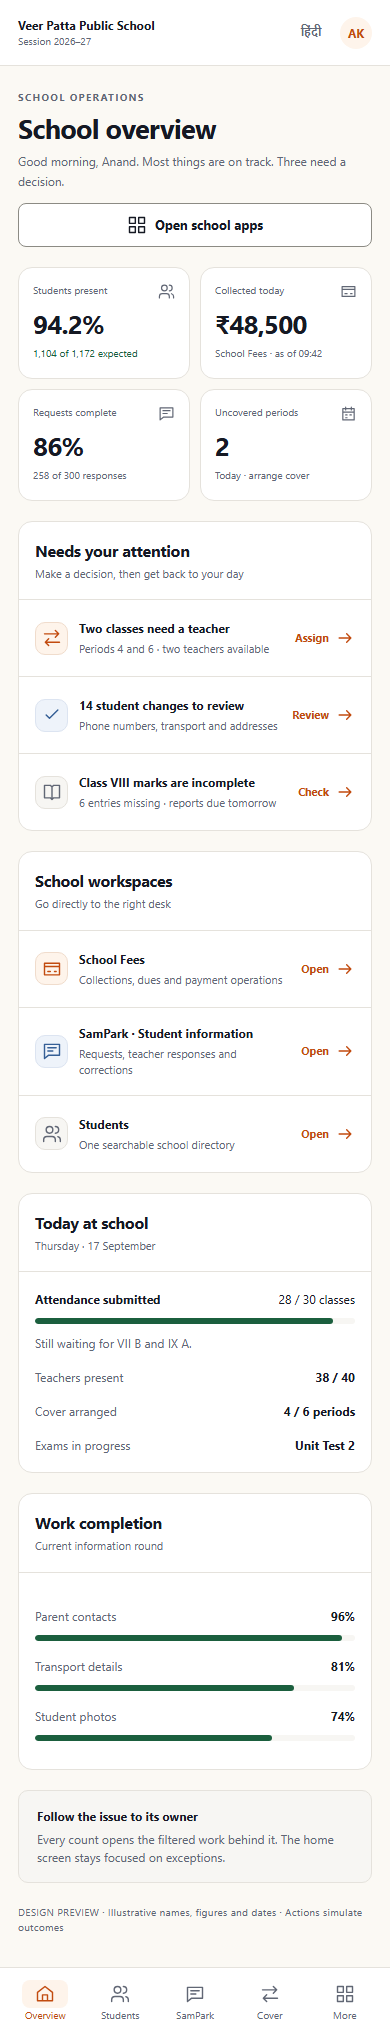 Veer Patta Public School
Session 2026–27
हिंदी
AK
SCHOOL OPERATIONS
School overview
Good morning, Anand. Most things are on track. Three need a
decision.
Open school apps
Students present
94.2%
1,104 of 1,172 expected
Collected today
₹48,500
School Fees · as of 09:42
Requests complete
86%
258 of 300 responses
Uncovered periods
2
Today · arrange cover
Needs your attention
Make a decision, then get back to your day
Two classes need a teacher
Periods 4 and 6 · two teachers available
Assign
14 student changes to review
Phone numbers, transport and addresses
Review
Class VIII marks are incomplete
6 entries missing · reports due tomorrow
Check
School workspaces
Go directly to the right desk
School Fees
Collections, dues and payment operations
Open
SamPark · Student information
Requests, teacher responses and
corrections
Open
Students
One searchable school directory
Open
Today at school
Thursday · 17 September
Attendance submitted 28 / 30 classes
Still waiting for VII B and IX A.
Teachers present 38 / 40
Cover arranged 4 / 6 periods
Exams in progress Unit Test 2
Work completion
Current information round
Parent contacts 96%
Transport details 81%
Student photos 74%
Follow the issue to its owner
Every count opens the filtered work behind it. The home
screen stays focused on exceptions.
DESIGN PREVIEW · Illustrative names, figures and dates · Actions simulate
outcomes
Overview Students SamPark Cover More